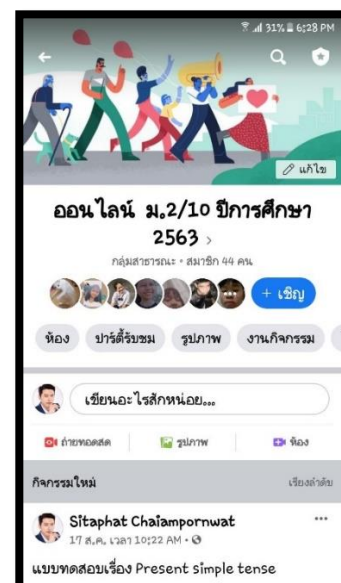 31% 6:28 PM
แก้ไข
ออนไลน์ ม.2/10 ปีการศึกษา
2563 >
กลุ่มสาธารณะ • สมาชิก 44 คน
+ เชิญ
ห้อง ปาร์ตี้รับชม รูปภาพ งานกิจกรรม
เขียนอะไรสักหน่อย...
ถ่ายทอดสด รูปภาพ ห้อง
กิจกรรมใหม่ เรียงลำดับ
Sitaphat Chaiampornwat
17 ส.ค. เวลา 10:22 AM •
แบบทดสอบเรื่อง Present simple tense